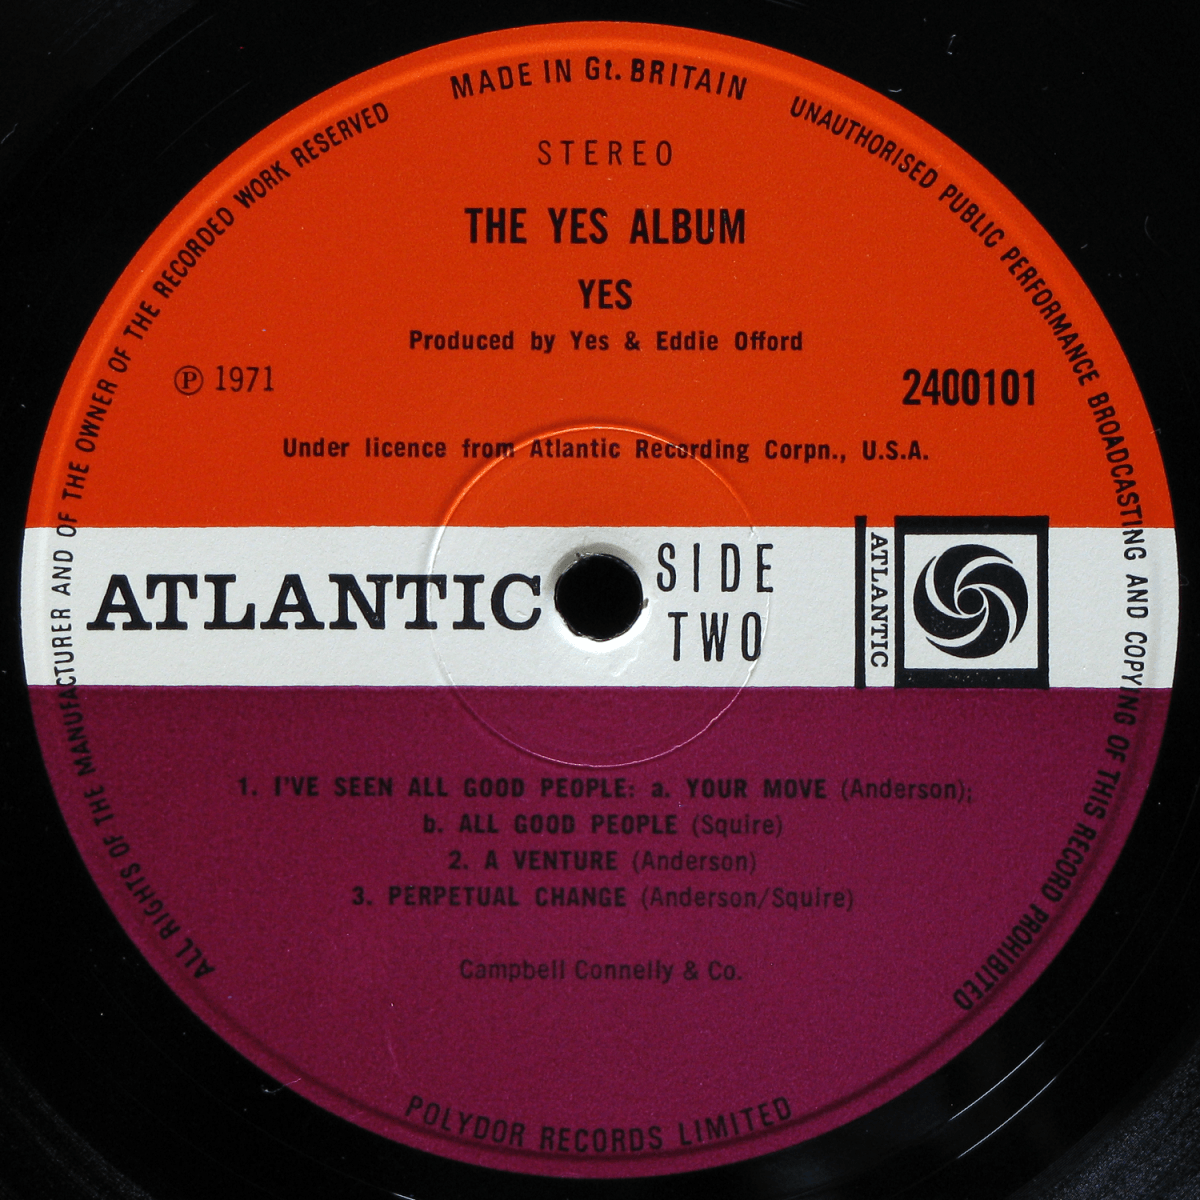 MADE IN Gt. BRITAIN
UNAUTHORISED PUBLIC PERFORMANCE BROADCASTING AND COPYING OF THIS RECORD PROHIBITED
ALL RIGHTS OF THE MANUFACTURER AND OF THE OWNER OF THE RECORDED WORK RESERVED
STEREO
THE YES ALBUM
YES
Produced by Yes & Eddie Offord
℗ 1971
2400101
Under licence from Atlantic Recording Corpn., U.S.A.
ATLANTIC
SIDE
TWO
ATLANTIC
1. I'VE SEEN ALL GOOD PEOPLE: a. YOUR MOVE (Anderson);
b. ALL GOOD PEOPLE (Squire)
2. A VENTURE (Anderson)
3. PERPETUAL CHANGE (Anderson/Squire)
Campbell Connelly & Co.
POLYDOR RECORDS LIMITED